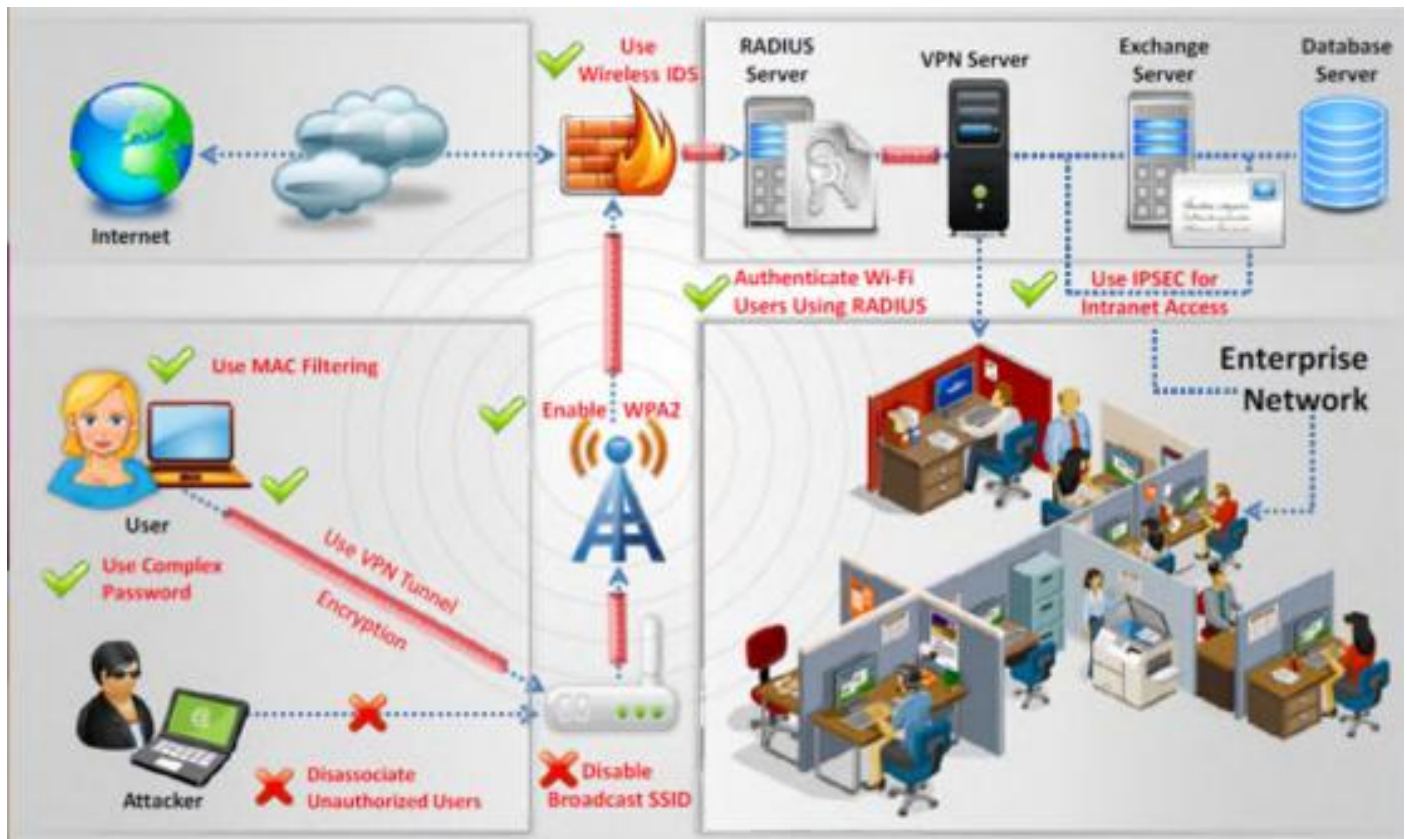 Use
Wireless IDS
RADIUS
Server
VPN Server
Exchange
Server
Database
Server
Internet
Authenticate Wi-Fi
Users Using RADIUS
Use IPSEC for
Intranet Access
Use MAC Filtering
Enable WPA2
Enterprise
Network
User
Use VPN Tunnel
Encryption
Use Complex
Password
Attacker
Disassociate
Unauthorized Users
Disable
Broadcast SSID